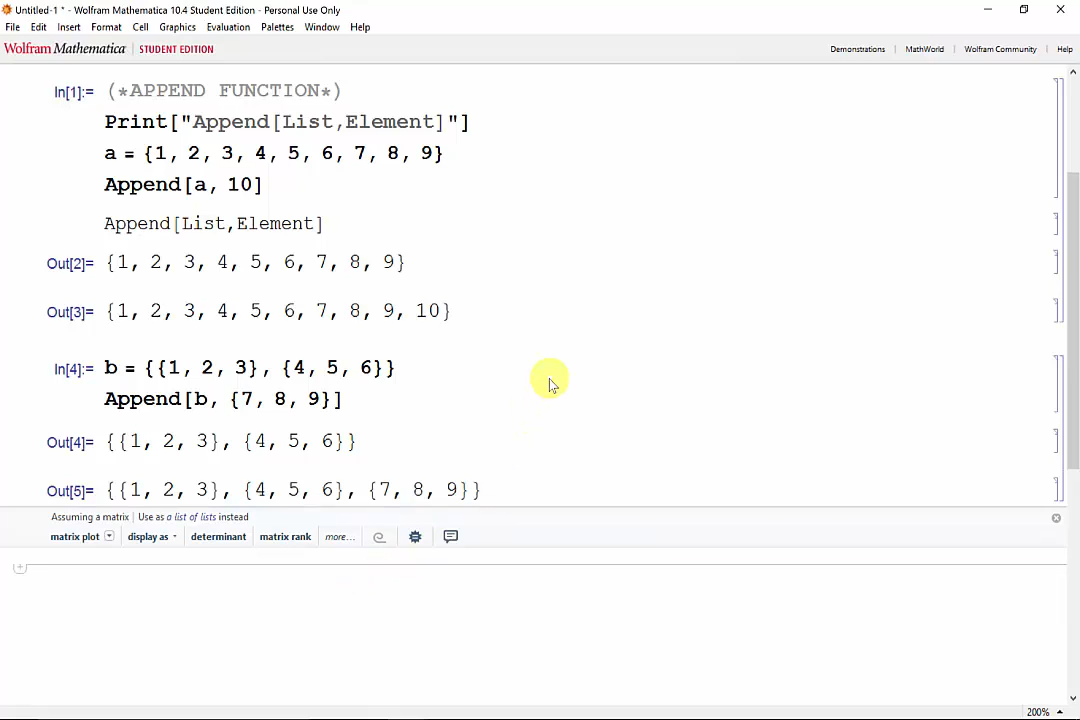 Untitled-1 * - Wolfram Mathematica 10.4 Student Edition - Personal Use Only
File Edit Insert Format Cell Graphics Evaluation Palettes Window Help
Wolfram Mathematica | STUDENT EDITION Demonstrations | MathWorld | Wolfram Community | Help
In[1]:= (*APPEND FUNCTION*)
Print["Append[List,Element]"]
a = {1, 2, 3, 4, 5, 6, 7, 8, 9}
Append[a, 10]
Append[List,Element]
Out[2]= {1, 2, 3, 4, 5, 6, 7, 8, 9}
Out[3]= {1, 2, 3, 4, 5, 6, 7, 8, 9, 10}
In[4]:= b = {{1, 2, 3}, {4, 5, 6}}
Append[b, {7, 8, 9}]
Out[4]= {{1, 2, 3}, {4, 5, 6}}
Out[5]= {{1, 2, 3}, {4, 5, 6}, {7, 8, 9}}
Assuming a matrix | Use as a list of lists instead
matrix plot display as determinant matrix rank more...
200%